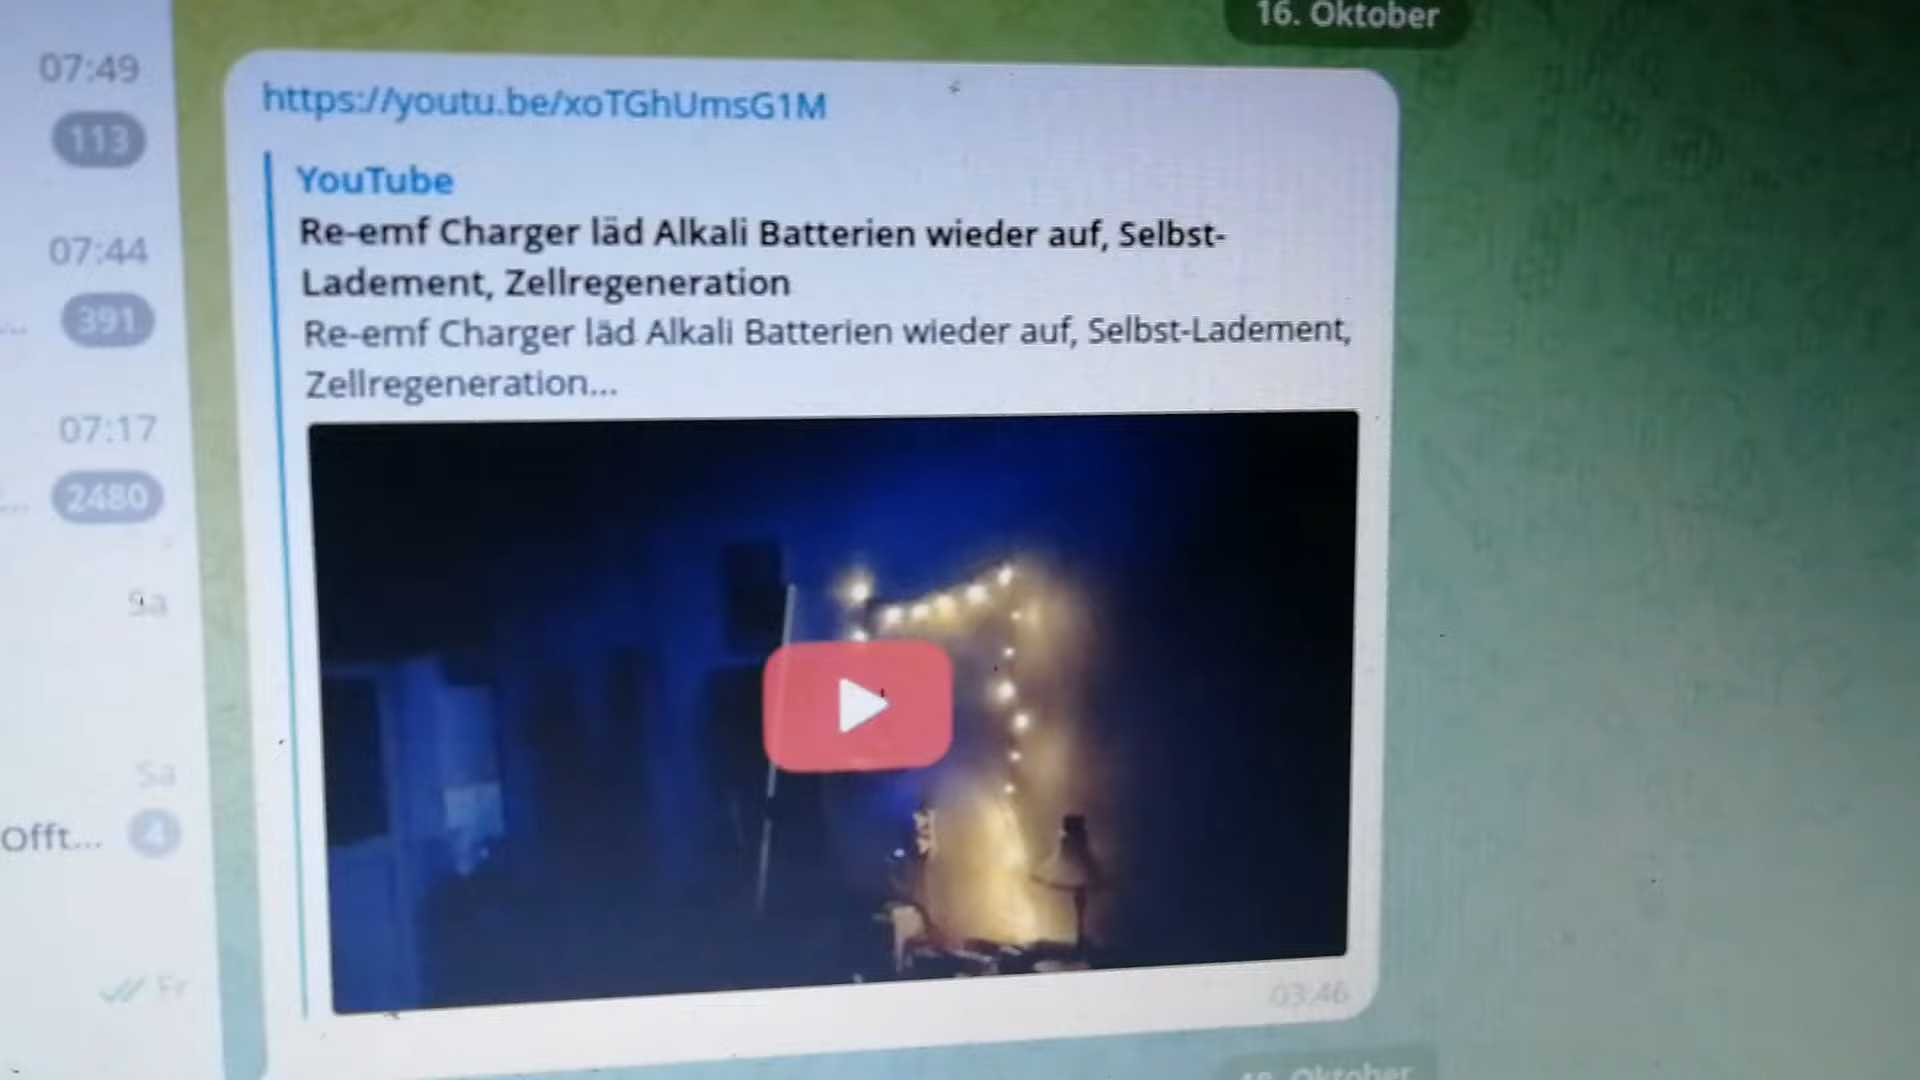 16. Oktober
07:49
https://youtu.be/xoTGhUmsG1M
113
YouTube
Re-emf Charger läd Alkali Batterien wieder auf, Selbst-
Ladement, Zellregeneration
07:44
391
Re-emf Charger läd Alkali Batterien wieder auf, Selbst-Ladement,
Zellregeneration...
07:17
2480
Sa
Sa
Offt...
4
Fr
03:46
Oktober